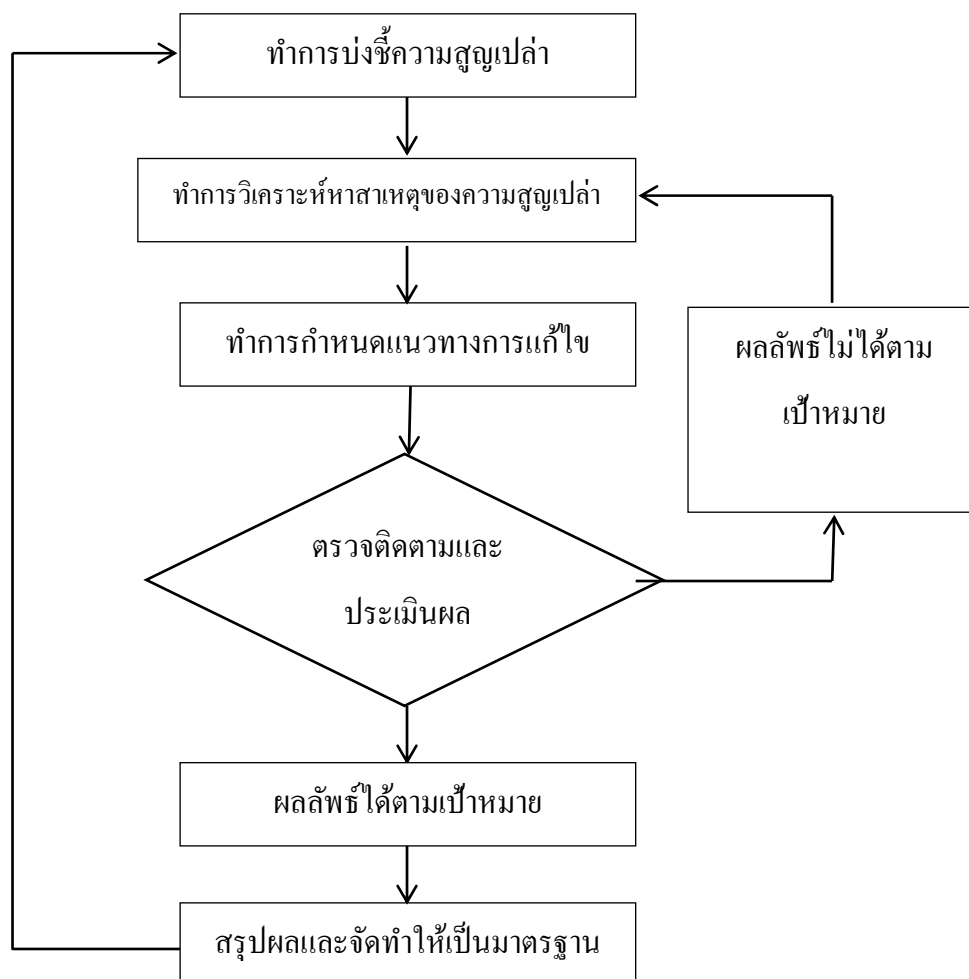 ทำการบ่งชี้ความสูญเปล่า
ทำการวิเคราะห์หาสาเหตุของความสูญเปล่า
ทำการกำหนดแนวทางการแก้ไข
ผลลัพธ์ไม่ได้ตาม
เป้าหมาย
ตรวจติดตามและ
ประเมินผล
ผลลัพธ์ได้ตามเป้าหมาย
สรุปผลและจัดทำให้เป็นมาตรฐาน